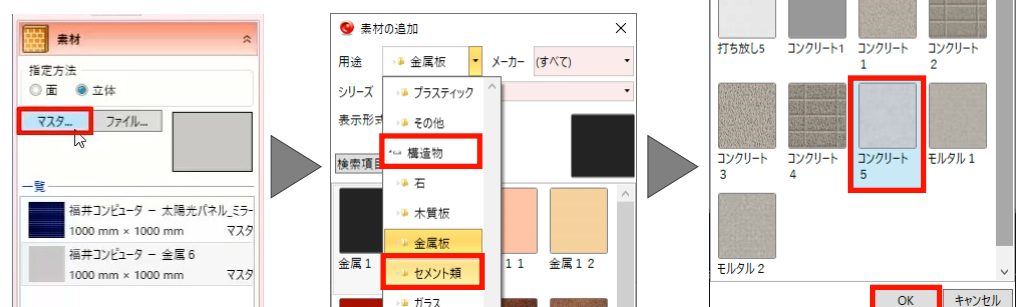 素材
指定方法
面
立体
マスタ...
ファイル...
一覧
福井コンピュータ － 太陽光パネル_ミラｰ
1000 mm × 1000 mm マスタ
福井コンピュータ － 金属６
1000 mm × 1000 mm マスタ
素材の追加
用途
金属板
メーカー
(すべて)
シリーズ
表示形式
検索項目
プラスティック
その他
構造物
石
木質板
金属板
セメント類
ガラス
金属１
１１
金属１２
打ち放し5
コンクリート1
コンクリート
1
コンクリート
2
コンクリート
3
コンクリート
4
コンクリート
5
モルタル１
モルタル２
OK
キャンセル